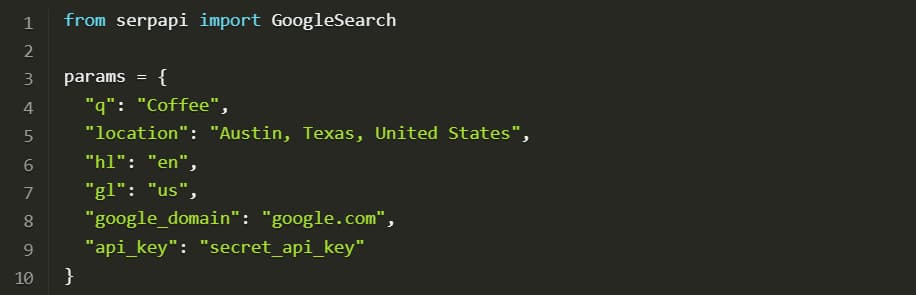 1 from serpapi import GoogleSearch
2
3 params = {
4   "q": "Coffee",
5   "location": "Austin, Texas, United States",
6   "hl": "en",
7   "gl": "us",
8   "google_domain": "google.com",
9   "api_key": "secret_api_key"
10 }